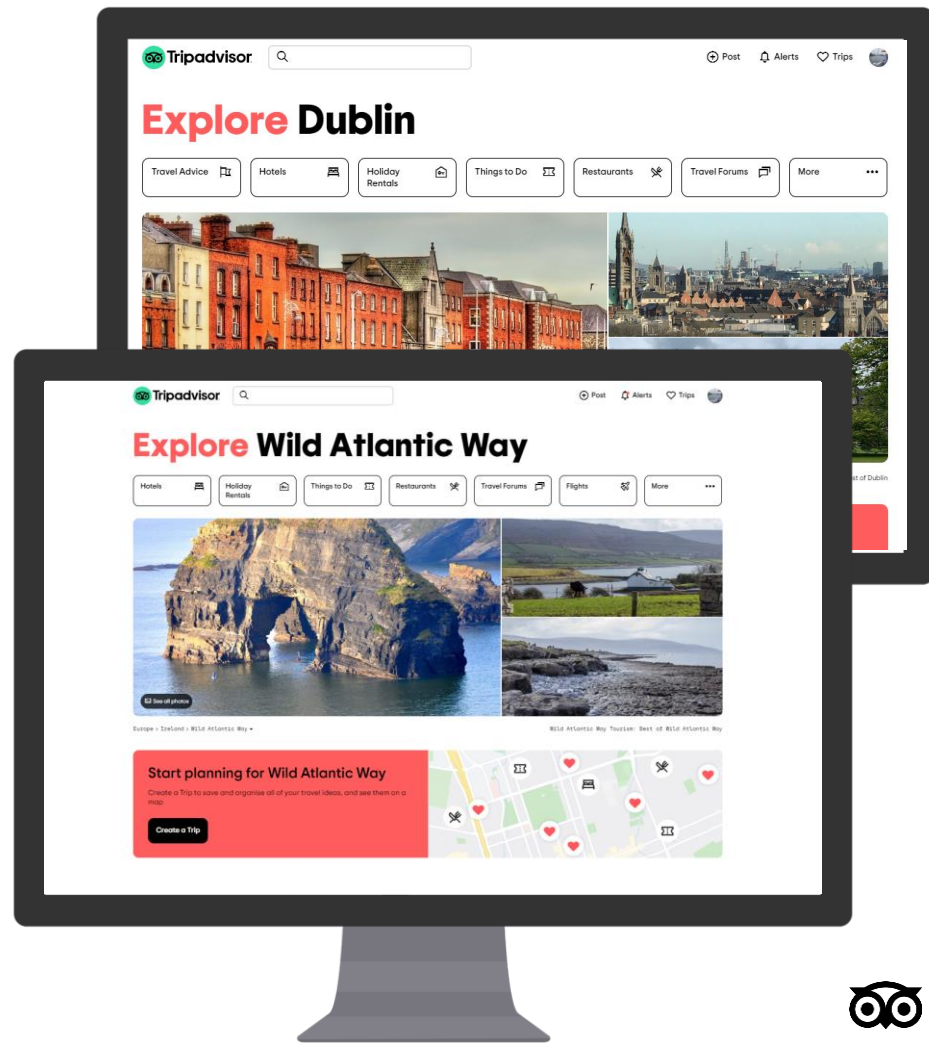 Tripadvisor
Post Alerts Trips
Explore Dublin
Travel Advice Hotels Holiday Rentals Things to Do Restaurants Travel Forums More
st of Dublin
Tripadvisor
Post Alerts Trips
Explore Wild Atlantic Way
Hotels Holiday Rentals Things to Do Restaurants Travel Forums Flights More
See all photos
Europe > Ireland > Wild Atlantic Way
Wild Atlantic Way Tourism: Best of Wild Atlantic Way
Start planning for Wild Atlantic Way
Create a Trip to save and organise all of your travel ideas, and see them on a
map
Create a Trip